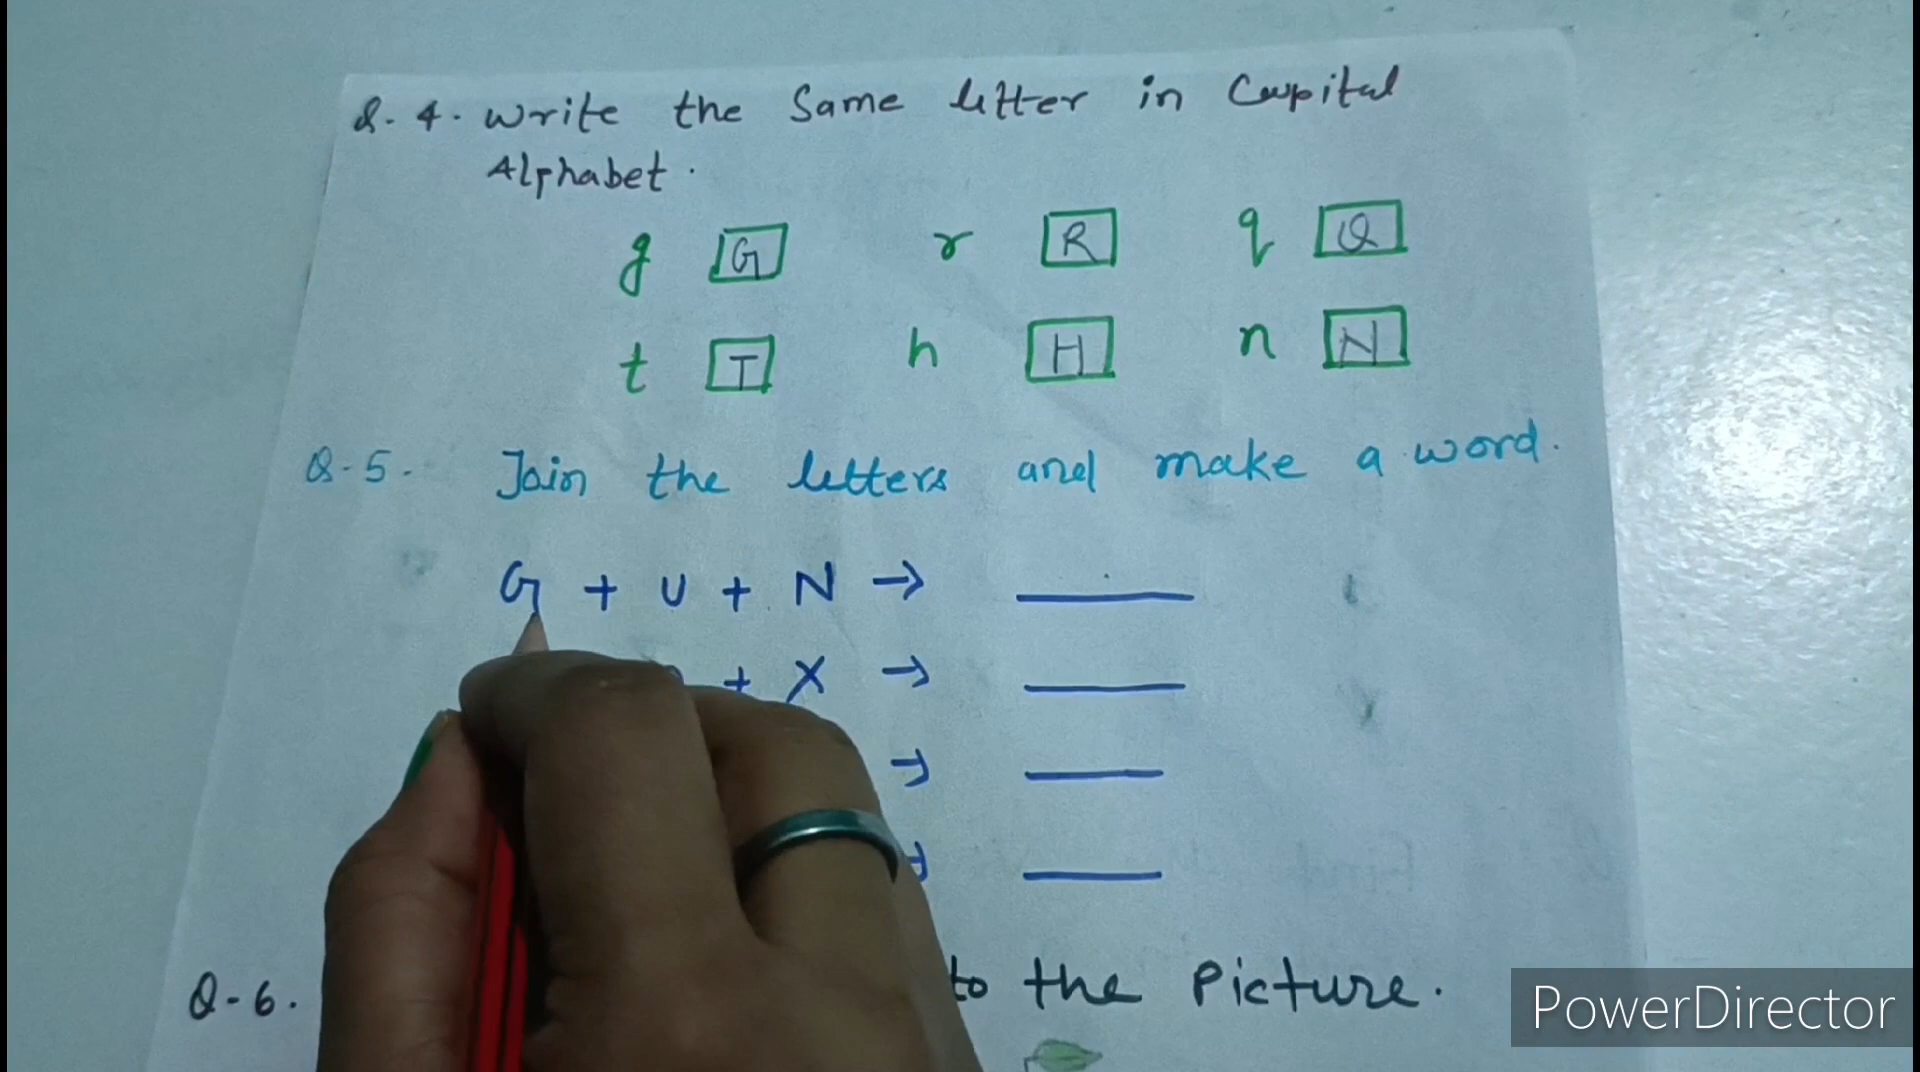 Q. 4. Write the Same letter in Capital
Alphabet.
g G r R q Q
t T h H n N
Q-5. Join the letters and make a word.
G + U + N →
+ X →
→
→
Q-6. to the Picture.
PowerDirector